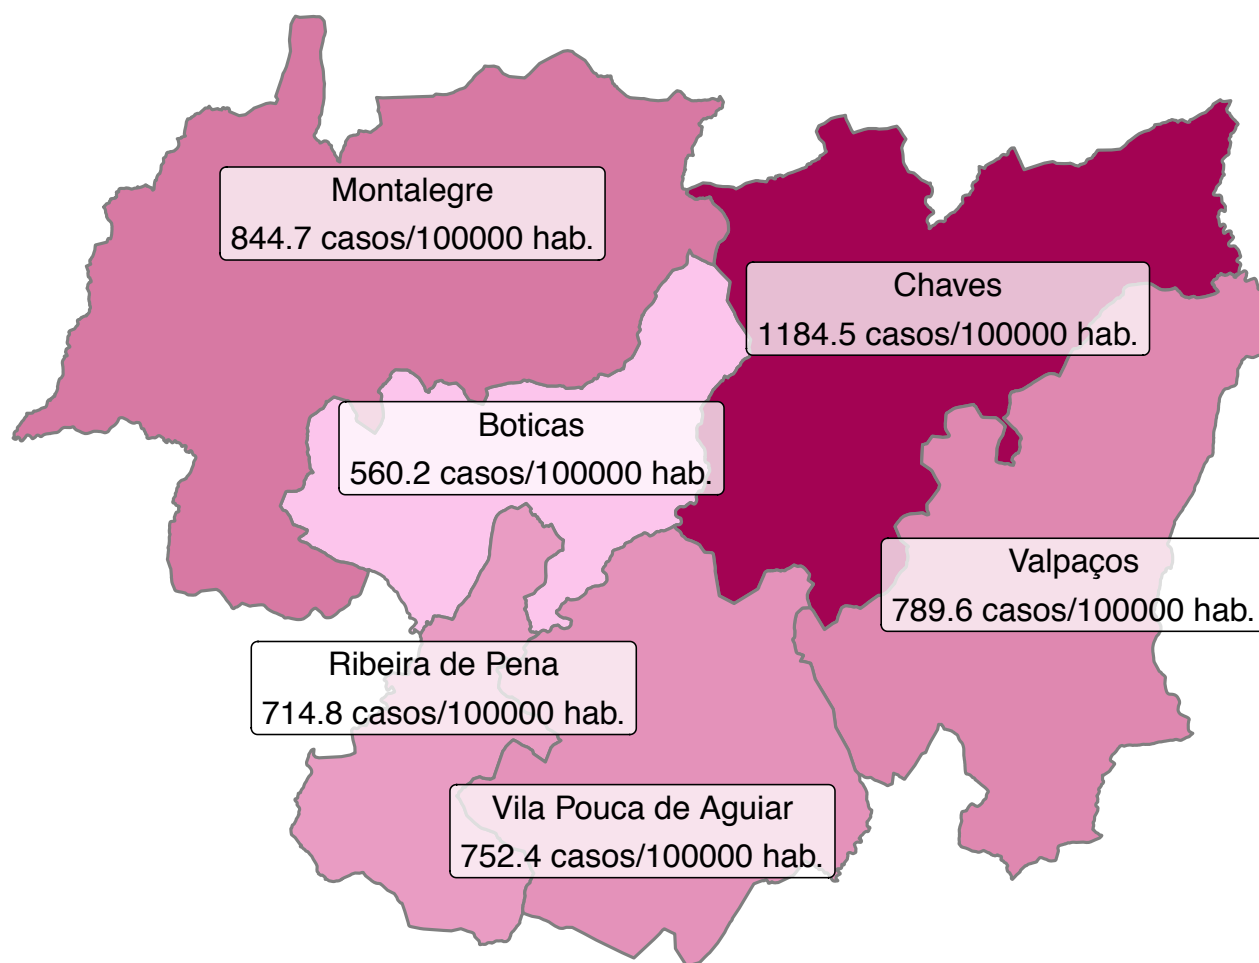 Montalegre
844.7 casos/100000 hab.
Chaves
1184.5 casos/100000 hab.
Boticas
560.2 casos/100000 hab.
Valpaços
789.6 casos/100000 hab.
Ribeira de Pena
714.8 casos/100000 hab.
Vila Pouca de Aguiar
752.4 casos/100000 hab.